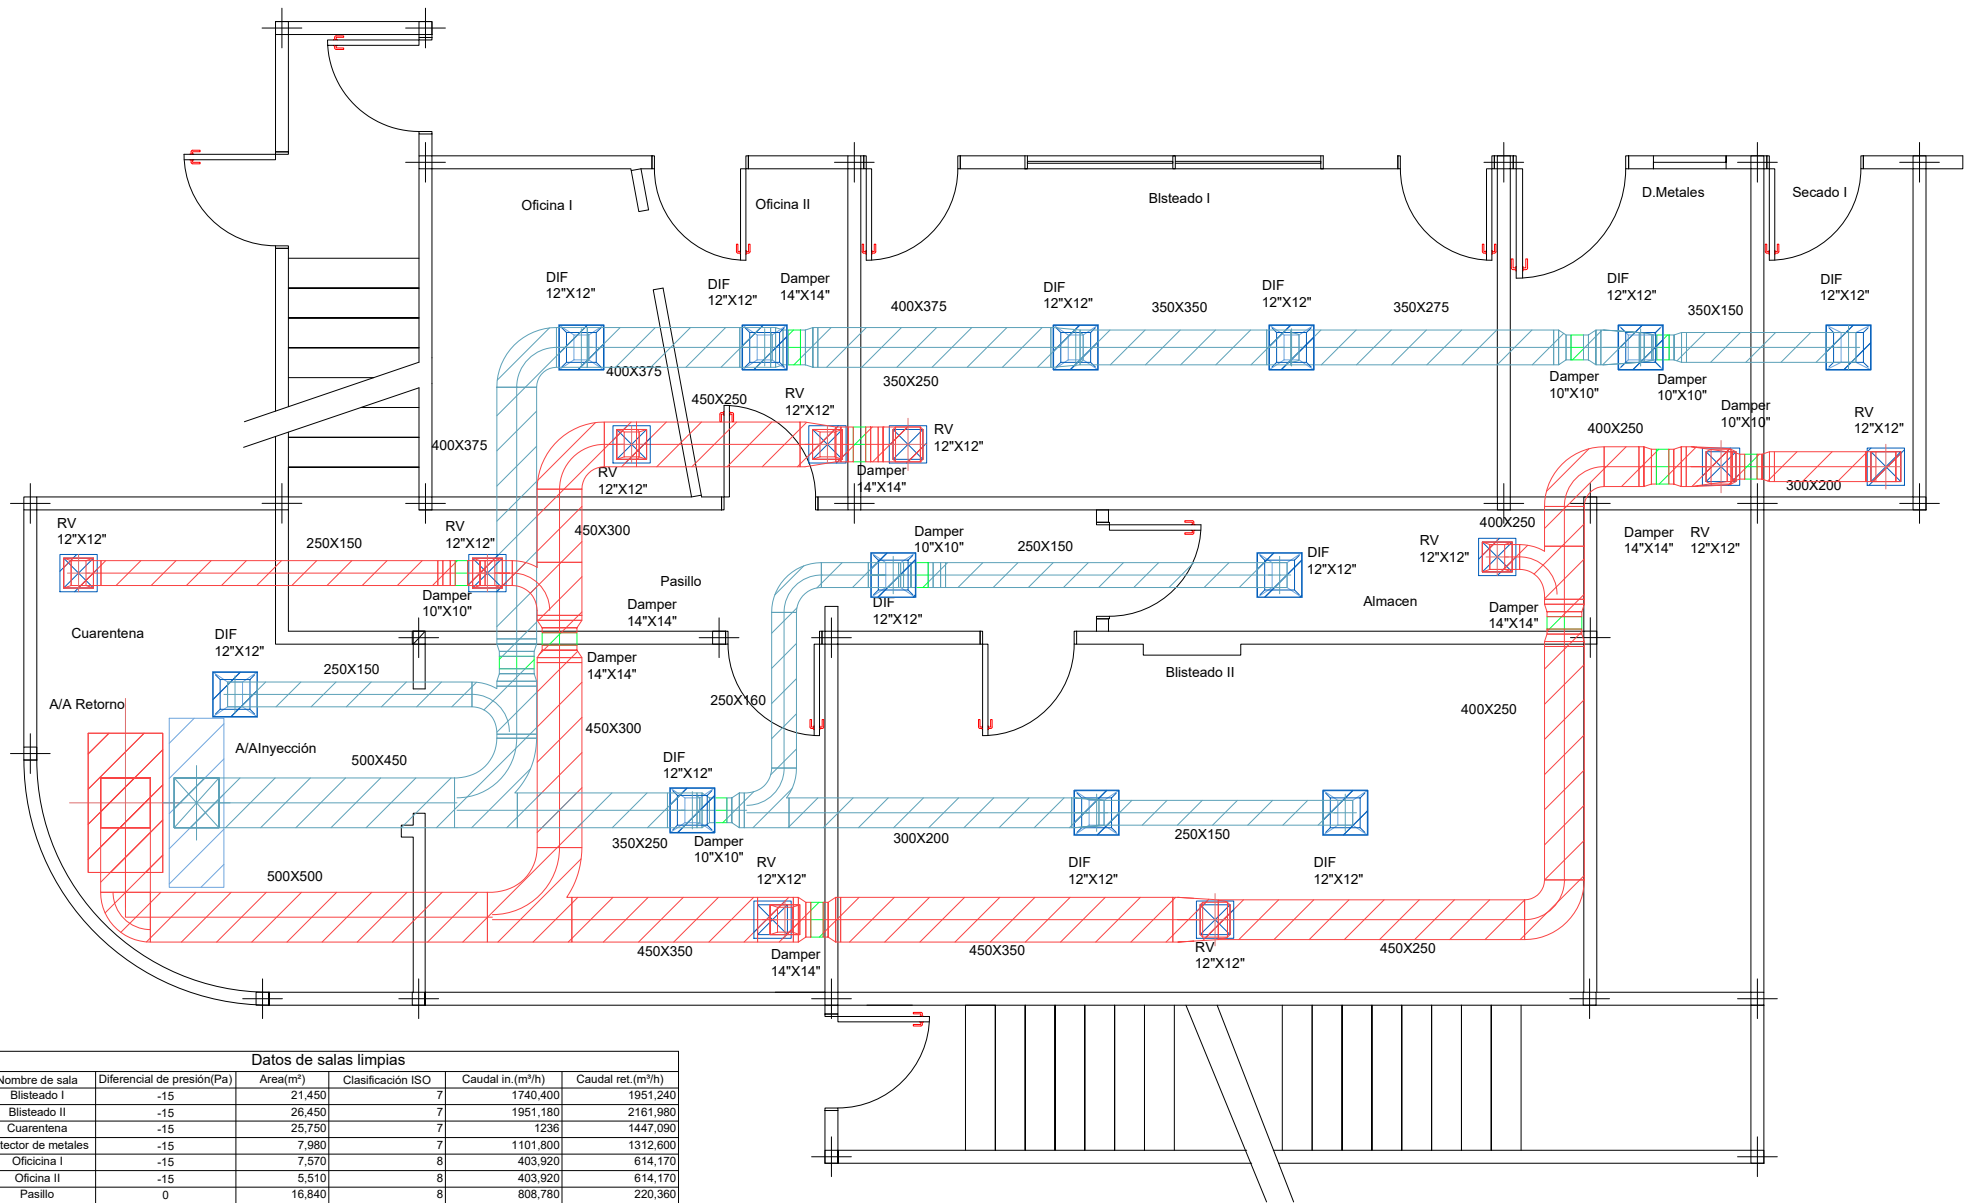 Oficina I
Oficina II
Blsteado I
D.Metales
Secado I
DIF
12"X12"
DIF
12"X12"
Damper
14"X14"
400X375
DIF
12"X12"
350X350
DIF
12"X12"
350X275
DIF
12"X12"
350X150
DIF
12"X12"
400X375
450X250
RV
12"X12"
350X250
Damper
10"X10"
Damper
10"X10"
Damper
10"X10"
RV
12"X12"
400X375
RV
12"X12"
RV
12"X12"
Damper
14"X14"
400X250
300X200
RV
12"X12"
250X150
RV
12"X12"
450X300
Damper
10"X10"
250X150
DIF
12"X12"
RV
12"X12"
400X250
Damper
14"X14"
RV
12"X12"
Damper
10"X10"
Pasillo
Damper
14"X14"
DIF
12"X12"
Almacen
Damper
14"X14"
Cuarentena
DIF
12"X12"
250X150
Damper
14"X14"
Blisteado II
A/A Retorno
A/AInyección
500X450
450X300
250X160
400X250
DIF
12"X12"
350X250
Damper
10"X10"
300X200
250X150
500X500
RV
12"X12"
DIF
12"X12"
DIF
12"X12"
450X350
Damper
14"X14"
450X350
RV
12"X12"
450X250
Datos de salas limpias
Nombre de sala Diferencial de presión(Pa) Area(m²) Clasificación ISO Caudal in.(m³/h) Caudal ret.(m³/h)
Blisteado I -15 21,450 7 1740,400 1951,240
Blisteado II -15 26,450 7 1951,180 2161,980
Cuarentena -15 25,750 7 1236 1447,090
tector de metales -15 7,980 7 1101,800 1312,600
Oficicina I -15 7,570 8 403,920 614,170
Oficina II -15 5,510 8 403,920 614,170
Pasillo 0 16,840 8 808,780 220,360